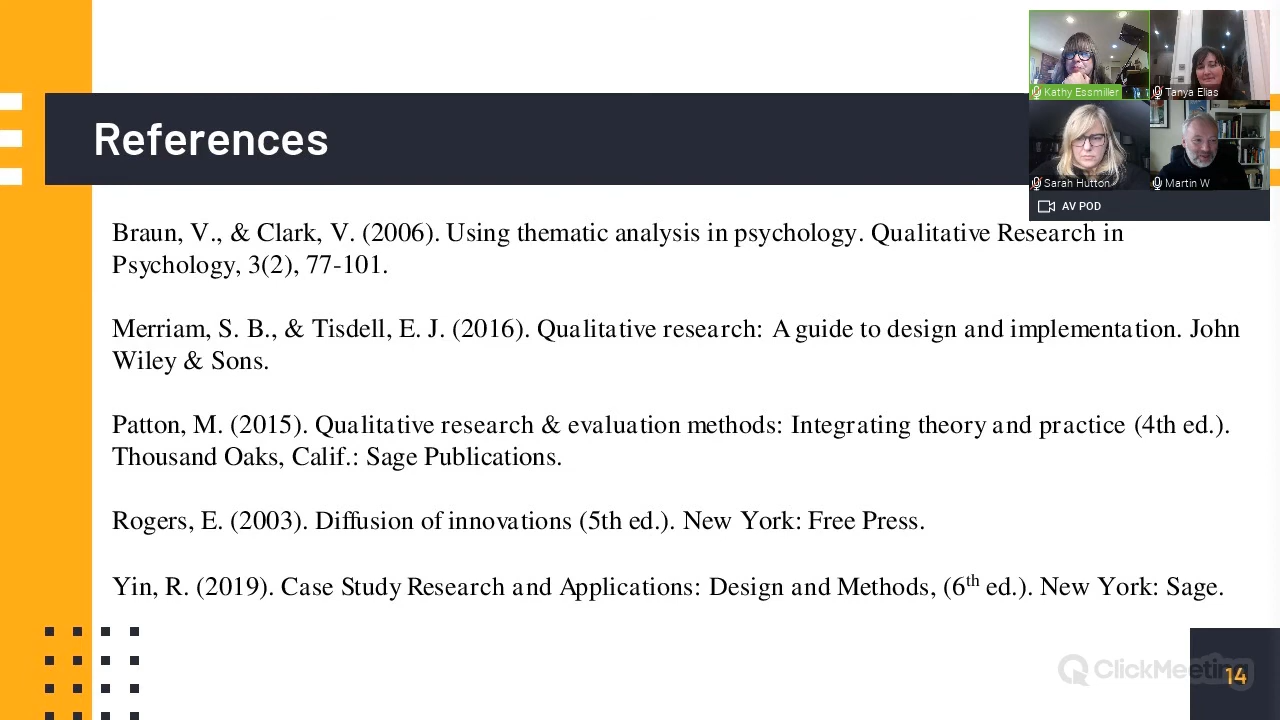 References
Kathy Essmiller
Tanya Elias
Sarah Hutton
Martin W
AV POD
Braun, V., & Clark, V. (2006). Using thematic analysis in psychology. Qualitative Research in
Psychology, 3(2), 77-101.
Merriam, S. B., & Tisdell, E. J. (2016). Qualitative research: A guide to design and implementation. John
Wiley & Sons.
Patton, M. (2015). Qualitative research & evaluation methods: Integrating theory and practice (4th ed.).
Thousand Oaks, Calif.: Sage Publications.
Rogers, E. (2003). Diffusion of innovations (5th ed.). New York: Free Press.
Yin, R. (2019). Case Study Research and Applications: Design and Methods, (6th ed.). New York: Sage.
ClickMeeting
14